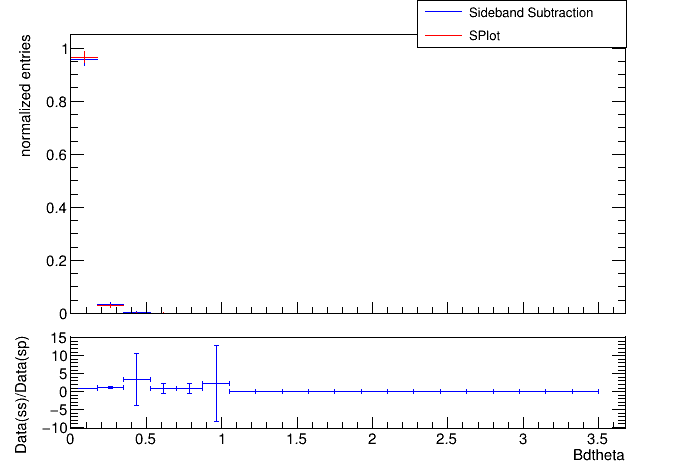 Sideband Subtraction
SPlot
normalized entries
1
0.8
0.6
0.4
0.2
0
Data(ss)/Data(sp)
15
10
5
0
−5
−10
0 0.5 1 1.5 2 2.5 3 3.5
Bdtheta